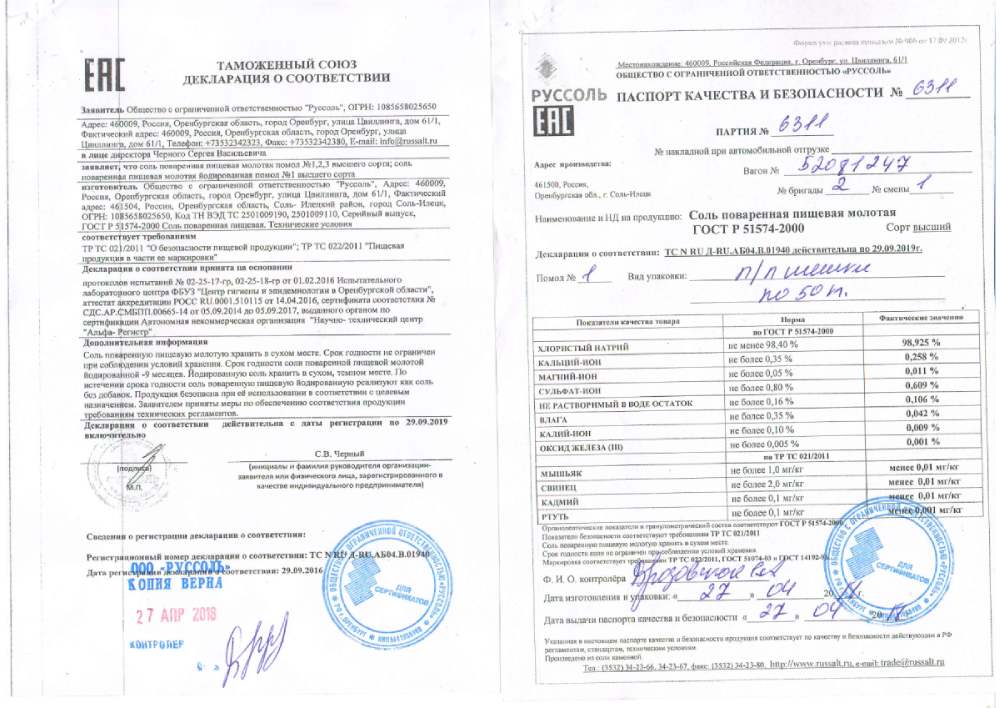 ЕАС
ТАМОЖЕННЫЙ СОЮЗ
ДЕКЛАРАЦИЯ О СООТВЕТСТВИИ
Заявитель Общество с ограниченной ответственностью "Руссоль", ОГРН: 1085658025650
Адрес: 460009, Россия, Оренбургская область, город Оренбург, улица Цвиллинга, дом 61/1,
Фактический адрес: 460009, Россия, Оренбургская область, город Оренбург, улица
Цвиллинга, дом 61/1, Телефон: +73532342323, Факс: +73532342380, E-mail: info@russalt.ru
в лице директора Черного Сергея Васильевича
заявляет, что соль поваренная пищевая молотая помол №1,2,3 высшего сорта; соль
поваренная пищевая молотая йодированная помол №1 высшего сорта
изготовитель Общество с ограниченной ответственностью "Руссоль", Адрес: 460009,
Россия, Оренбургская область, город Оренбург, улица Цвиллинга, дом 61/1, Фактический
адрес: 461504, Россия, Оренбургская область, Соль- Илецкий район, город Соль-Илецк,
ОГРН: 1085658025650, Код ТН ВЭД ТС 2501009190, 2501009110, Серийный выпуск,
ГОСТ Р 51574-2000 Соль поваренная пищевая. Технические условия
соответствует требованиям
ТР ТС 021/2011 "О безопасности пищевой продукции"; ТР ТС 022/2011 "Пищевая
продукция в части ее маркировки"
Декларация о соответствии принята на основании
протоколов испытаний № 02-25-17-гр, 02-25-18-гр от 01.02.2016 Испытательного
лабораторного центра ФБУЗ "Центр гигиены и эпидемиологии в Оренбургской области",
аттестат аккредитации РОСС RU.0001.510115 от 14.04.2016, сертификата соответствия №
СДС.АР.СМБПП.00665-14 от 05.09.2014 до 05.09.2017, выданного органом по
сертификации Автономная некоммерческая организация "Научно- технический центр
"Альфа- Регистр"
Дополнительная информация
Соль поваренную пищевую молотую хранить в сухом месте. Срок годности не ограничен
при соблюдении условий хранения. Срок годности соли поваренной пищевой молотой
йодированной -9 месяцев. Йодированную соль хранить в сухом, темном месте. По
истечении срока годности соль поваренную пищевую йодированную реализуют как соль
без добавок. Продукция безопасна при её использовании в соответствии с целевым
назначением. Заявителем приняты меры по обеспечению соответствия продукции
требованиям технических регламентов.
Декларация о соответствии действительна с даты регистрации по 29.09.2019
включительно
С.В. Черный
(подпись)
М.П.
(инициалы и фамилия руководителя организации-
заявителя или физического лица, зарегистрированного в
качестве индивидуального предпринимателя)
Сведения о регистрации декларации о соответствии:
Регистрационный номер декларации о соответствии: ТС N RU Д-RU.АБ04.В.01940
Дата регистрации декларации о соответствии: 29.09.2016
ООО «РУССОЛЬ»
КОПИЯ ВЕРНА
27 АПР 2018
КОНТРОЛЕР
ДЛЯ СЕРТИФИКАТОВ
Местонахождение: 460009, Российская Федерация, г. Оренбург, ул. Цвиллинга, 61/1
ОБЩЕСТВО С ОГРАНИЧЕННОЙ ОТВЕТСТВЕННОСТЬЮ «РУССОЛЬ»
РУССОЛЬ
ЕАС
ПАСПОРТ КАЧЕСТВА И БЕЗОПАСНОСТИ № 6311
ПАРТИЯ № 6311
№ накладной при автомобильной отгрузке
Адрес производства:
Вагон № 52081247
461500, Россия,
Оренбургская обл., г. Соль-Илецк
№ бригады 2 № смены 1
Наименование и НД на продукцию: Соль поваренная пищевая молотая
ГОСТ Р 51574-2000 Сорт высший
Декларация о соответствии: ТС N RU Д-RU.АБ04.В.01940 действительна по 29.09.2019г.
Помол № 1 Вид упаковки: п/п мешки
по 50 кг.
Показатели качества товара Норма Фактические значения
по ГОСТ Р 51574-2000
ХЛОРИСТЫЙ НАТРИЙ не менее 98,40 % 98,925 %
КАЛЬЦИЙ-ИОН не более 0,35 % 0,258 %
МАГНИЙ-ИОН не более 0,05 % 0,011 %
СУЛЬФАТ-ИОН не более 0,80 % 0,609 %
НЕ РАСТВОРИМЫЙ В ВОДЕ ОСТАТОК не более 0,16 % 0,106 %
ВЛАГА не более 0,35 % 0,042 %
КАЛИЙ-ИОН не более 0,10 % 0,009 %
ОКСИД ЖЕЛЕЗА (III) не более 0,005 % 0,001 %
по ТР ТС 021/2011
МЫШЬЯК не более 1,0 мг/кг менее 0,01 мг/кг
СВИНЕЦ не более 2,0 мг/кг менее 0,01 мг/кг
КАДМИЙ не более 0,1 мг/кг менее 0,01 мг/кг
РТУТЬ не более 0,1 мг/кг менее 0,001 мг/кг
Органолептические показатели и гранулометрический состав соответствуют ГОСТ Р 51574-2000
Показатели безопасности соответствуют требованиям ТР ТС 021/2011
Соль поваренную пищевую молотую хранить в сухом месте.
Срок годности соли не ограничен при соблюдении условий хранения
Маркировка соответствует требованиям ТР ТС 022/2011, ГОСТ 51074-03 и ГОСТ 14192-96
Ф. И. О. контролёра
Дата изготовления и упаковки: « 27 » 04 2018
Дата выдачи паспорта качества и безопасности « 27 » 04 2018
ДЛЯ СЕРТИФИКАТОВ
Указанная в настоящем паспорте качества и безопасности продукция соответствует по качеству и безопасности действующим в РФ
регламентам, стандартам, техническим условиям.
Произведено из соли каменной.
Тел.: (3532) 34-23-66, 34-23-67, факс: (3532) 34-23-80, http://www.russalt.ru, e-mail: trade@russalt.ru